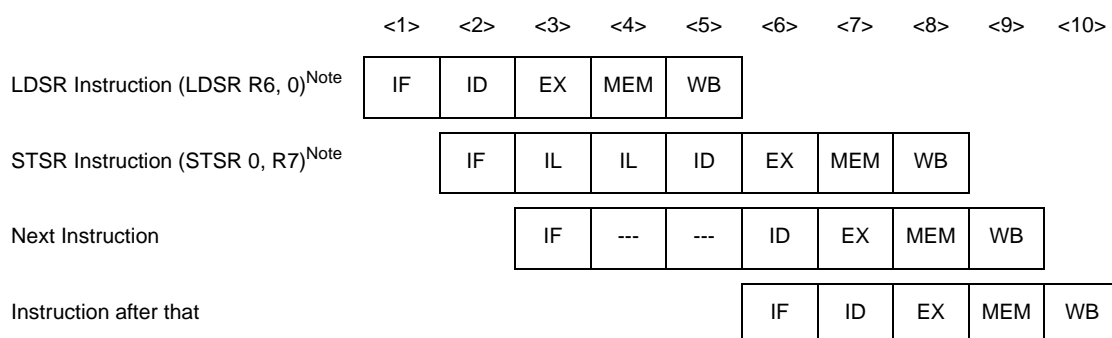 <1> <2> <3> <4> <5> <6> <7> <8> <9> <10>
LDSR Instruction (LDSR R6, 0)Note IF ID EX MEM WB
STSR Instruction (STSR 0, R7)Note IF IL IL ID EX MEM WB
Next Instruction IF --- --- ID EX MEM WB
Instruction after that IF ID EX MEM WB